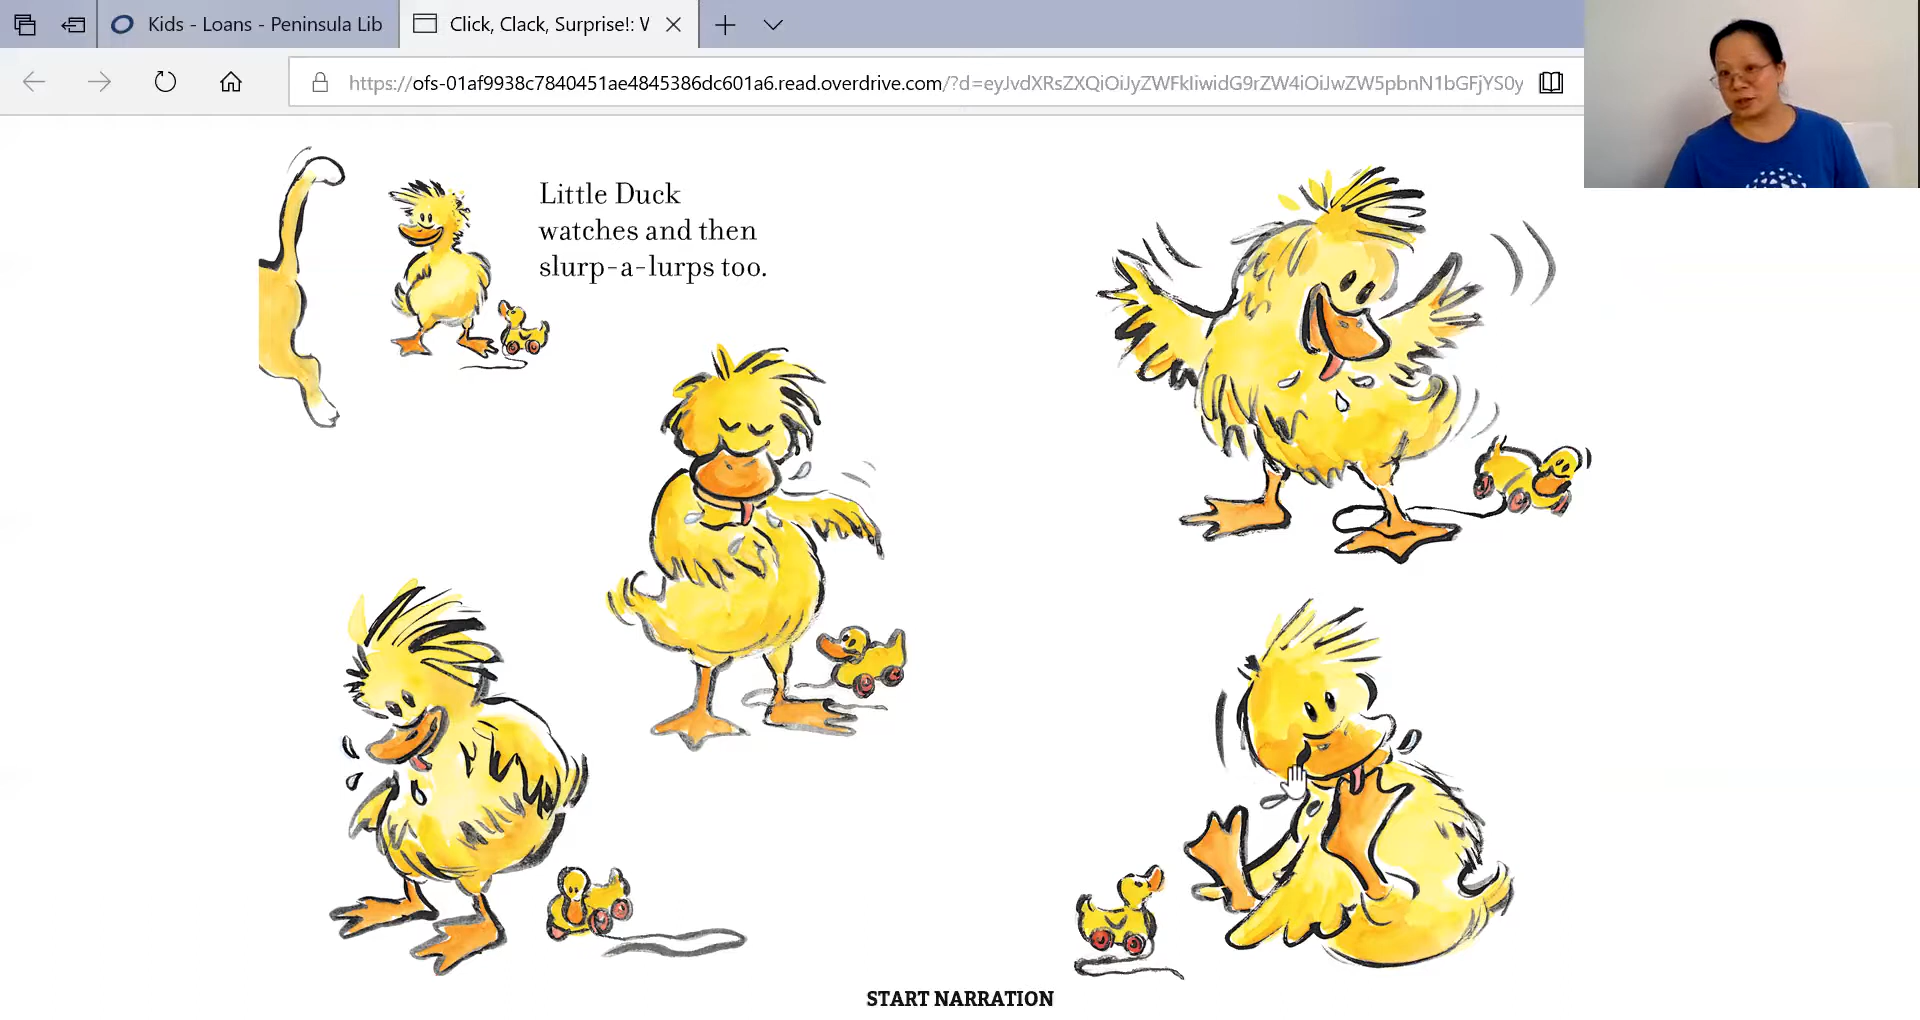 Kids - Loans - Peninsula Lib
Click, Clack, Surprise!: W
https://ofs-01af9938c7840451ae4845386dc601a6.read.overdrive.com/?d=eyJvdXRsZXQiOiJyZWFkIiwidG9rZW4iOiJwZW5pbnN1bGFjYS0y
Little Duck
watches and then
slurp-a-lurps too.
START NARRATION